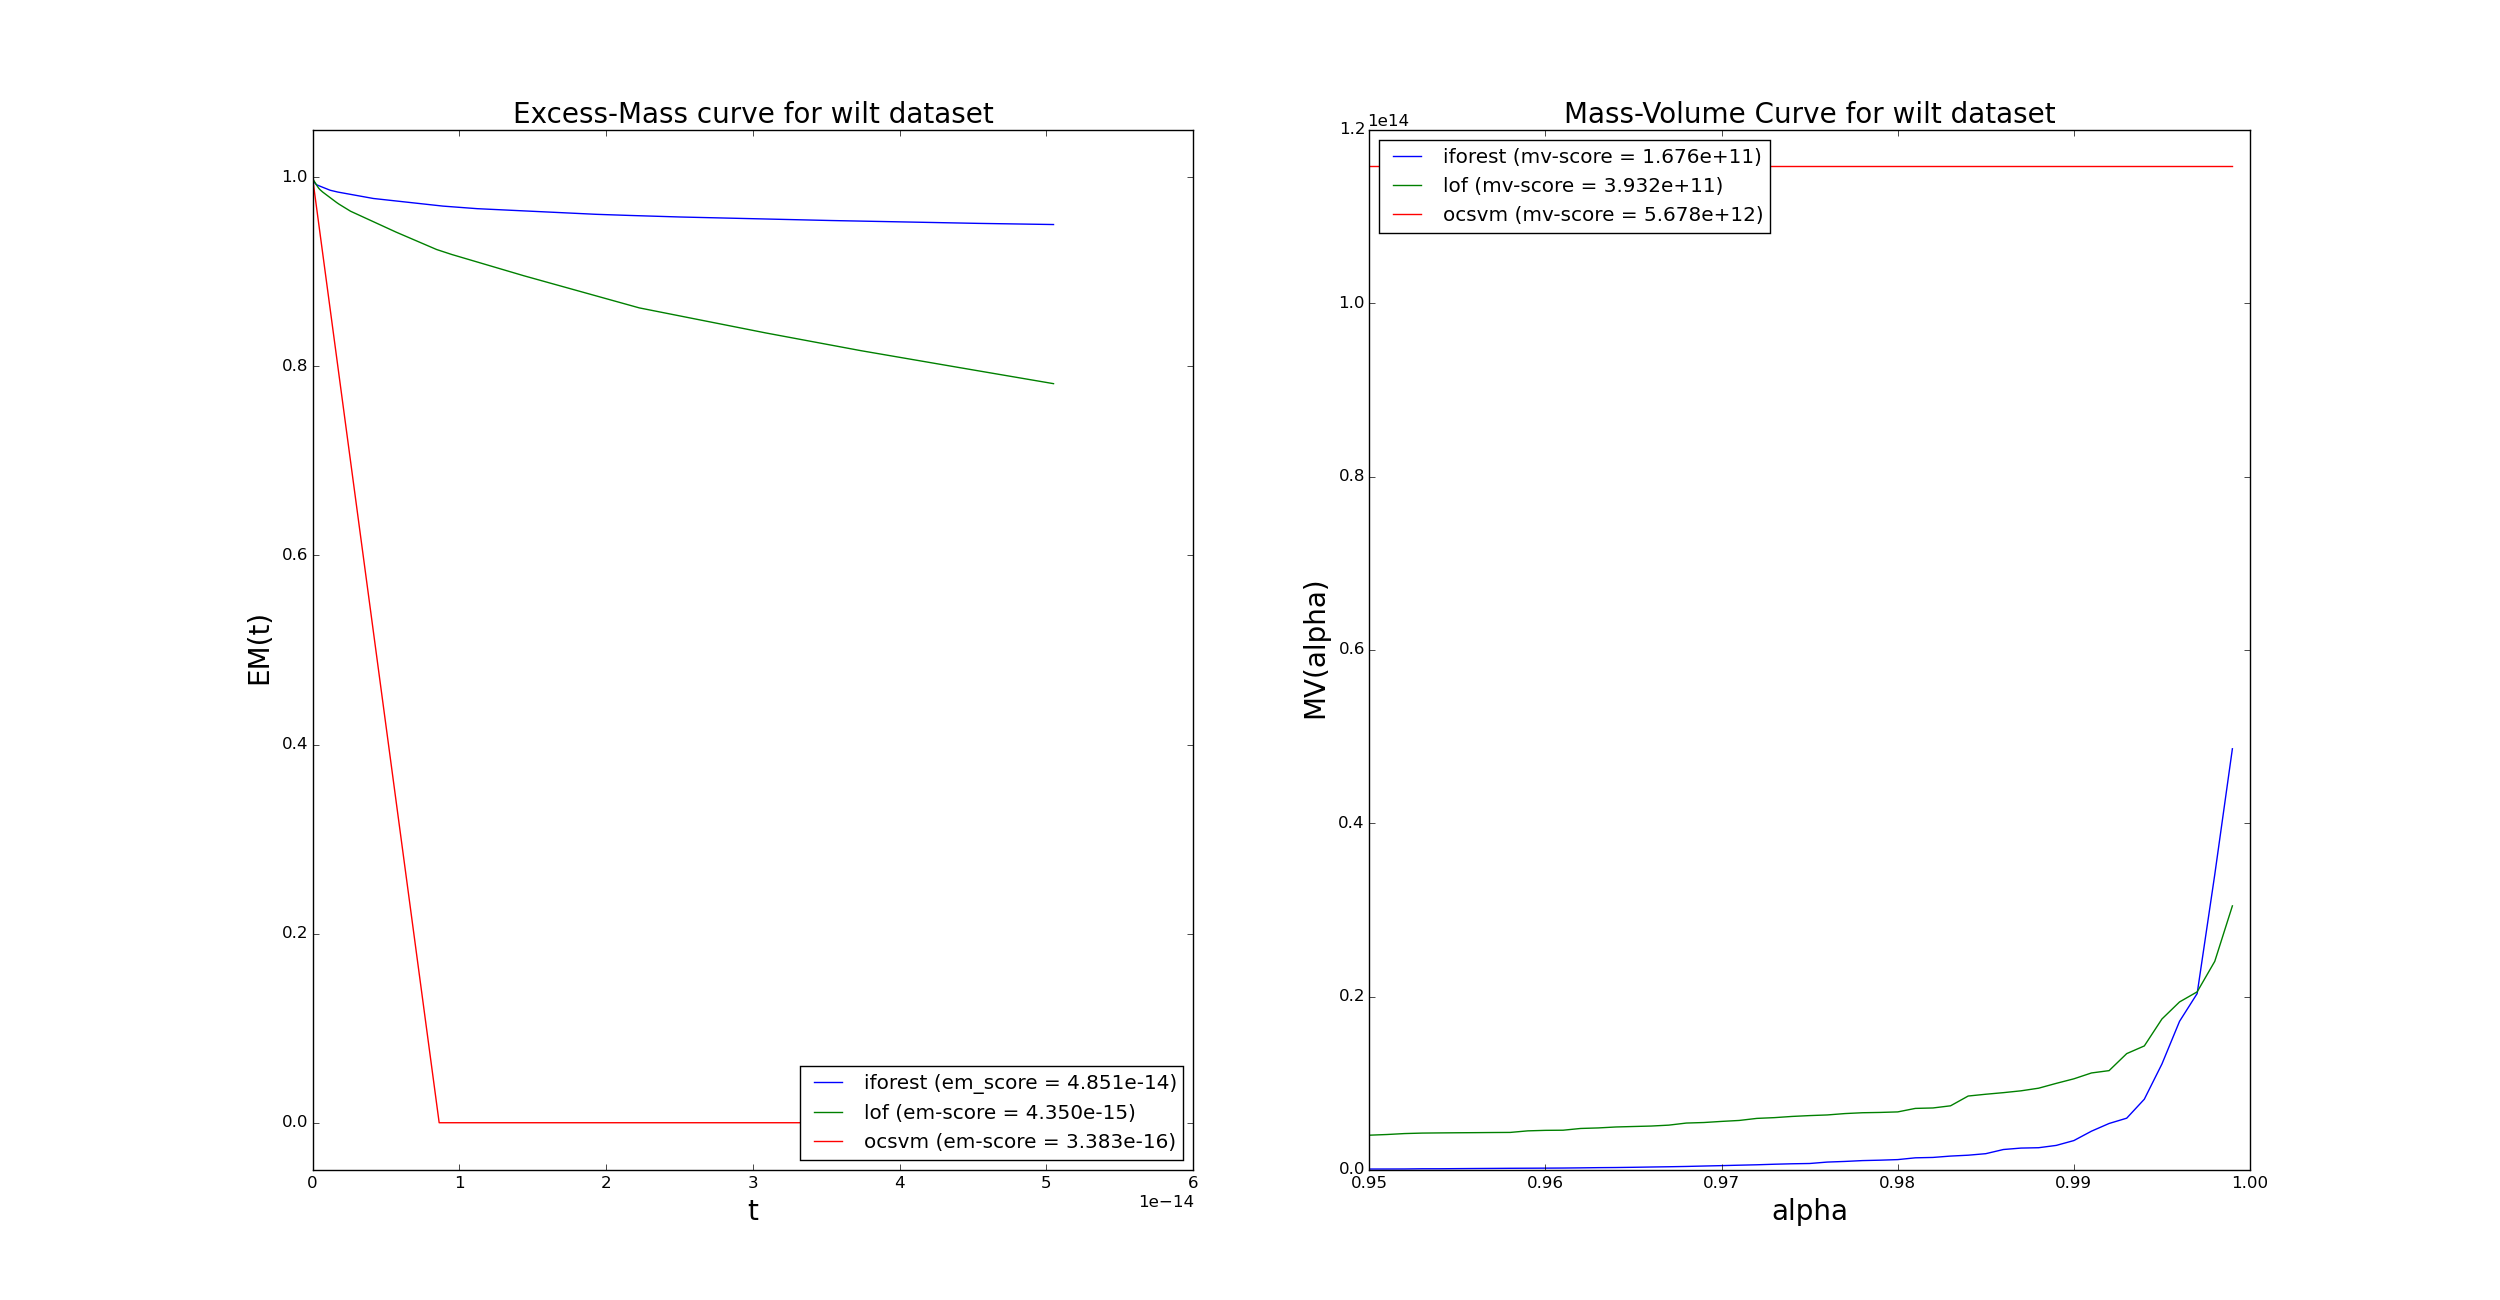 Excess-Mass curve for wilt dataset
1.0
0.8
0.6
0.4
0.2
0.0
EM(t)
iforest (em_score = 4.851e-14)
lof (em-score = 4.350e-15)
ocsvm (em-score = 3.383e-16)
0 1 2 3 4 5 6
1e−14
t
Mass-Volume Curve for wilt dataset
1e14
1.2
1.0
0.8
0.6
0.4
0.2
0.0
MV(alpha)
iforest (mv-score = 1.676e+11)
lof (mv-score = 3.932e+11)
ocsvm (mv-score = 5.678e+12)
0.95 0.96 0.97 0.98 0.99 1.00
alpha